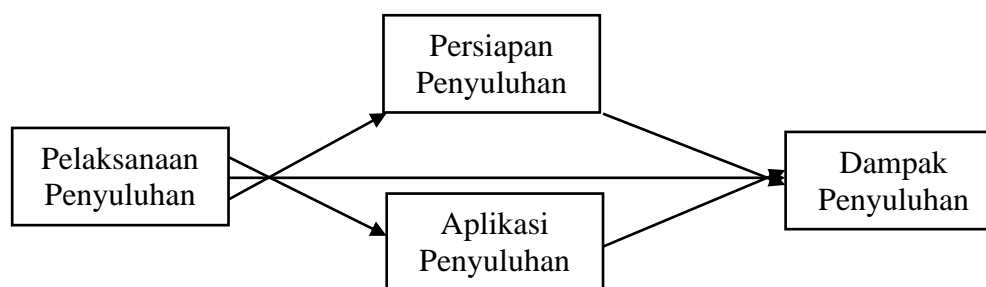 Persiapan
Penyuluhan
Pelaksanaan
Penyuluhan
Dampak
Penyuluhan
Aplikasi
Penyuluhan